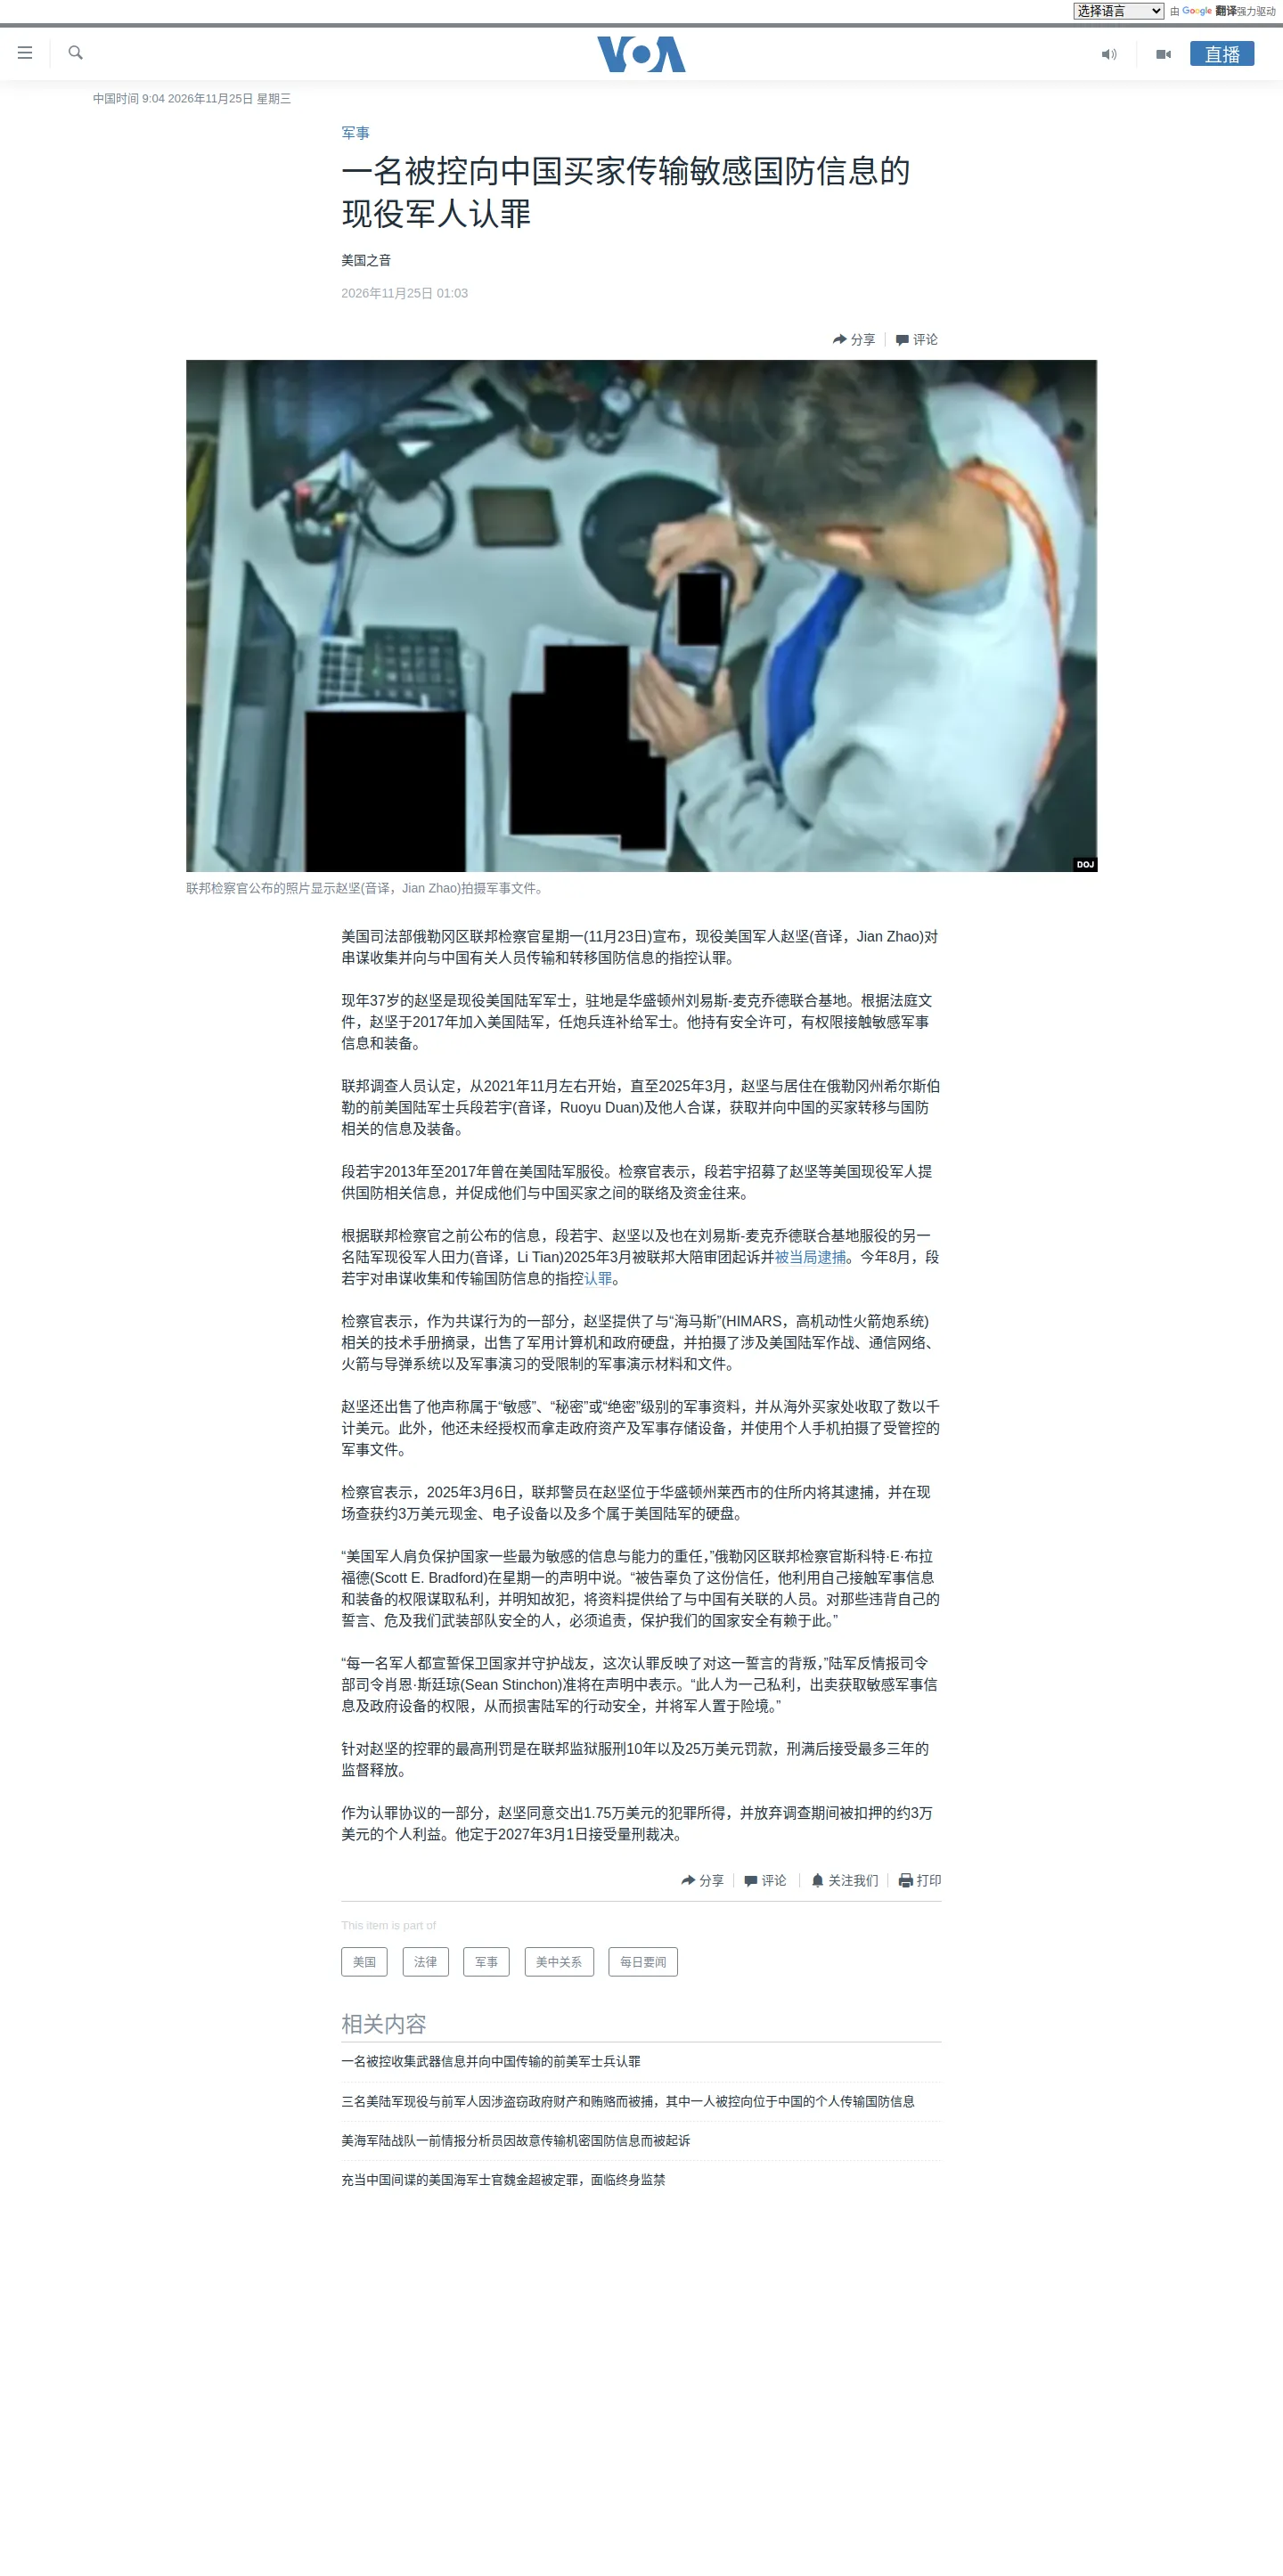 选择语言 由 Google 翻译强力驱动
VOA
直播
中国时间 9:04 2026年11月25日 星期三
军事
一名被控向中国买家传输敏感国防信息的
现役军人认罪
美国之音
2026年11月25日 01:03
分享 评论
DOJ
联邦检察官公布的照片显示赵坚(音译，Jian Zhao)拍摄军事文件。
美国司法部俄勒冈区联邦检察官星期一(11月23日)宣布，现役美国军人赵坚(音译，Jian Zhao)对
串谋收集并向与中国有关人员传输和转移国防信息的指控认罪。
现年37岁的赵坚是现役美国陆军军士，驻地是华盛顿州刘易斯-麦克乔德联合基地。根据法庭文
件，赵坚于2017年加入美国陆军，任炮兵连补给军士。他持有安全许可，有权限接触敏感军事
信息和装备。
联邦调查人员认定，从2021年11月左右开始，直至2025年3月，赵坚与居住在俄勒冈州希尔斯伯
勒的前美国陆军士兵段若宇(音译，Ruoyu Duan)及他人合谋，获取并向中国的买家转移与国防
相关的信息及装备。
段若宇2013年至2017年曾在美国陆军服役。检察官表示，段若宇招募了赵坚等美国现役军人提
供国防相关信息，并促成他们与中国买家之间的联络及资金往来。
根据联邦检察官之前公布的信息，段若宇、赵坚以及也在刘易斯-麦克乔德联合基地服役的另一
名陆军现役军人田力(音译，Li Tian)2025年3月被联邦大陪审团起诉并被当局逮捕。今年8月，段
若宇对串谋收集和传输国防信息的指控认罪。
检察官表示，作为共谋行为的一部分，赵坚提供了与“海马斯”(HIMARS，高机动性火箭炮系统)
相关的技术手册摘录，出售了军用计算机和政府硬盘，并拍摄了涉及美国陆军作战、通信网络、
火箭与导弹系统以及军事演习的受限制的军事演示材料和文件。
赵坚还出售了他声称属于“敏感”、“秘密”或“绝密”级别的军事资料，并从海外买家处收取了数以千
计美元。此外，他还未经授权而拿走政府资产及军事存储设备，并使用个人手机拍摄了受管控的
军事文件。
检察官表示，2025年3月6日，联邦警员在赵坚位于华盛顿州莱西市的住所内将其逮捕，并在现
场查获约3万美元现金、电子设备以及多个属于美国陆军的硬盘。
“美国军人肩负保护国家一些最为敏感的信息与能力的重任，”俄勒冈区联邦检察官斯科特·E·布拉
福德(Scott E. Bradford)在星期一的声明中说。“被告辜负了这份信任，他利用自己接触军事信息
和装备的权限谋取私利，并明知故犯，将资料提供给了与中国有关联的人员。对那些违背自己的
誓言、危及我们武装部队安全的人，必须追责，保护我们的国家安全有赖于此。”
“每一名军人都宣誓保卫国家并守护战友，这次认罪反映了对这一誓言的背叛，”陆军反情报司令
部司令肖恩·斯廷琼(Sean Stinchon)准将在声明中表示。“此人为一己私利，出卖获取敏感军事信
息及政府设备的权限，从而损害陆军的行动安全，并将军人置于险境。”
针对赵坚的控罪的最高刑罚是在联邦监狱服刑10年以及25万美元罚款，刑满后接受最多三年的
监督释放。
作为认罪协议的一部分，赵坚同意交出1.75万美元的犯罪所得，并放弃调查期间被扣押的约3万
美元的个人利益。他定于2027年3月1日接受量刑裁决。
分享 评论 关注我们 打印
This item is part of
美国 法律 军事 美中关系 每日要闻
相关内容
一名被控收集武器信息并向中国传输的前美军士兵认罪
三名美陆军现役与前军人因涉盗窃政府财产和贿赂而被捕，其中一人被控向位于中国的个人传输国防信息
美海军陆战队一前情报分析员因故意传输机密国防信息而被起诉
充当中国间谍的美国海军士官魏金超被定罪，面临终身监禁